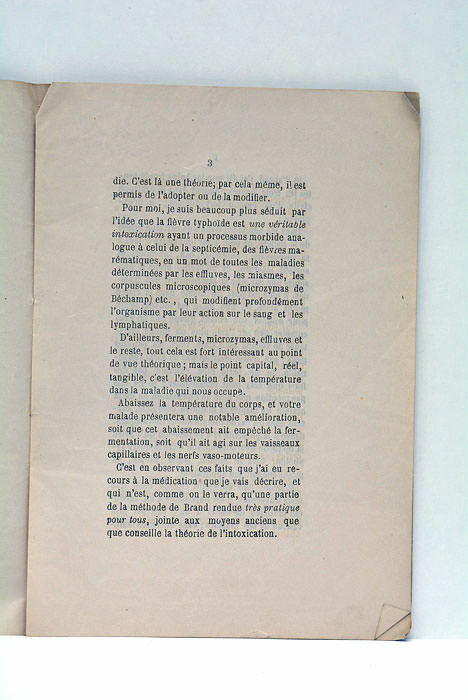 3
die. C'est là une théorie; par cela même, il est
permis de l'adopter ou de la modifier.
Pour moi, je suis beaucoup plus séduit par
l'idée que la fièvre typhoïde est une véritable
intoxication ayant un processus morbide ana-
logue à celui de la septicémie, des fièvres ma-
rématiques, en un mot de toutes les maladies
déterminées par les effluves, les miasmes, les
corpuscules microscopiques (microzymas de
Béchamp) etc., qui modifient profondément
l'organisme par leur action sur le sang et les
lymphatiques.
D'ailleurs, ferments, microzymas, effluves et
le reste, tout cela est fort intéressant au point
de vue théorique; mais le point capital, réel,
tangible, c'est l'élévation de la température
dans la maladie qui nous occupe.
Abaissez la température du corps, et votre
malade présentera une notable amélioration,
soit que cet abaissement ait empêché la fer-
mentation, soit qu'il ait agi sur les vaisseaux
capillaires et les nerfs vaso-moteurs.
C'est en observant ces faits que j'ai eu re-
cours à la médication que je vais décrire, et
qui n'est, comme on le verra, qu'une partie
de la méthode de Brand rendue très pratique
pour tous, jointe aux moyens anciens que
que conseille la théorie de l'intoxication.